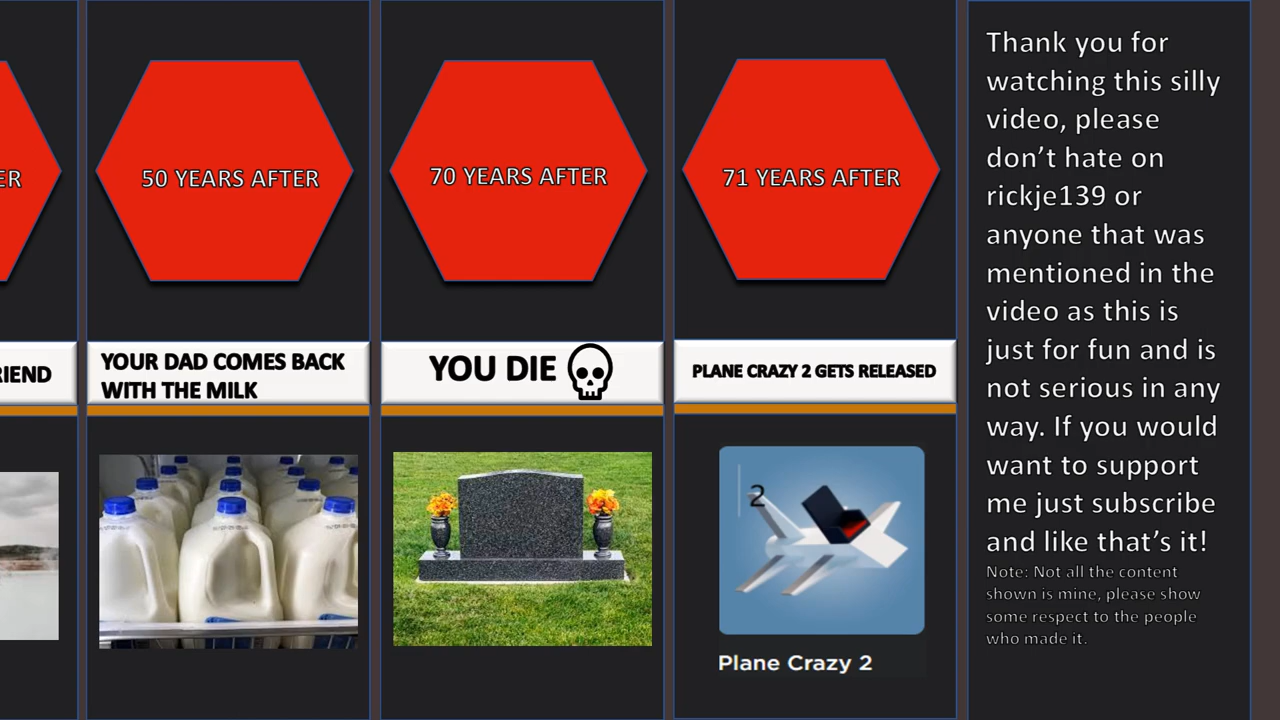 ER
RIEND
50 YEARS AFTER
YOUR DAD COMES BACK
WITH THE MILK
70 YEARS AFTER
YOU DIE
71 YEARS AFTER
PLANE CRAZY 2 GETS RELEASED
2
Plane Crazy 2
Thank you for
watching this silly
video, please
don’t hate on
rickje139 or
anyone that was
mentioned in the
video as this is
just for fun and is
not serious in any
way. If you would
want to support
me just subscribe
and like that’s it!
Note: Not all the content
shown is mine, please show
some respect to the people
who made it.